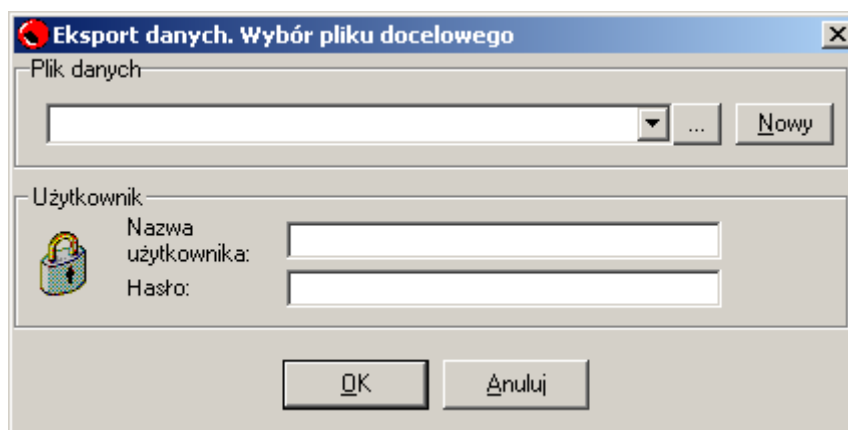 Eksport danych. Wybór pliku docelowego
Plik danych
... Nowy
Użytkownik
Nazwa
użytkownika:
Hasło:
OK Anuluj